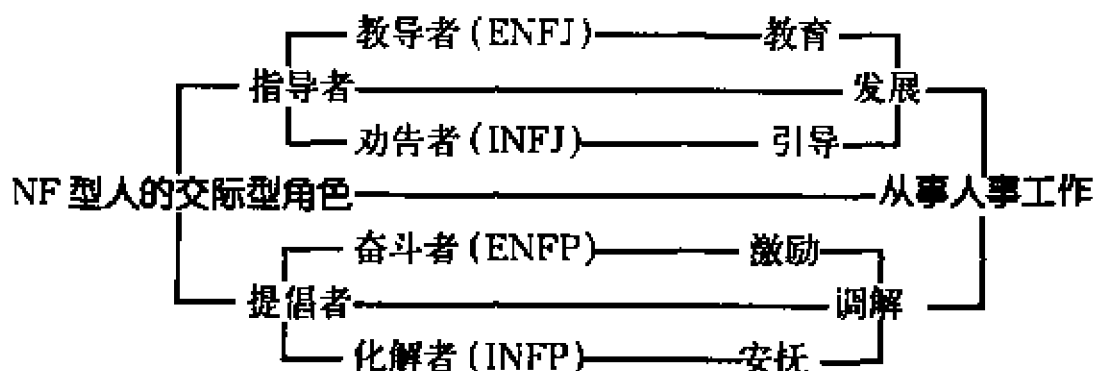 教导者(ENFJ) 教育
指导者 发展
劝告者(INFJ) 引导
NF型人的交际型角色 从事人事工作
奋斗者(ENFP) 激励
提倡者 调解
化解者(INFP) 安抚